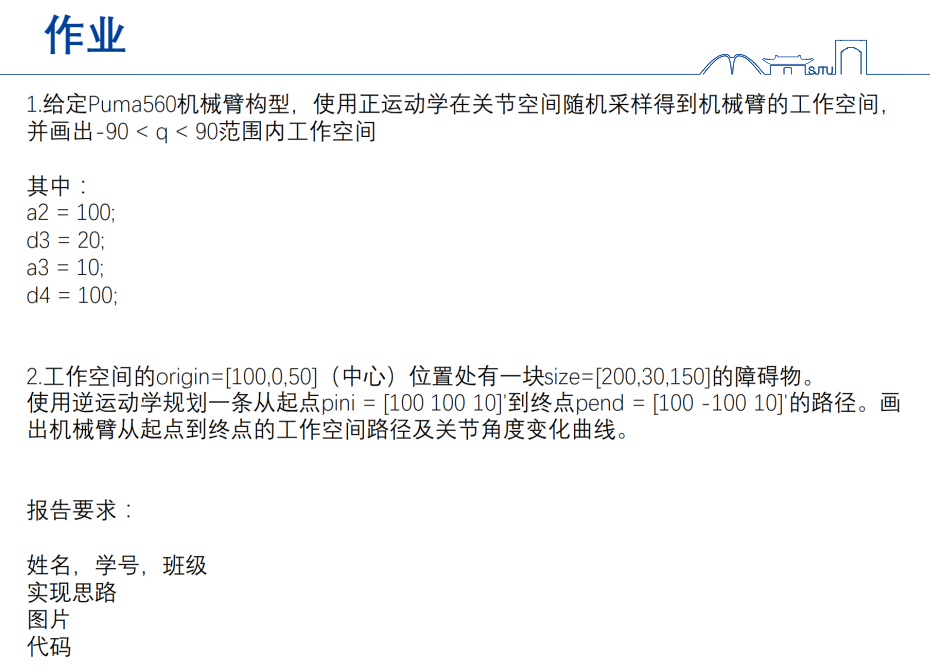 作业
SJTU
1.给定Puma560机械臂构型，使用正运动学在关节空间随机采样得到机械臂的工作空间，
并画出-90 < q < 90范围内工作空间
其中：
a2 = 100;
d3 = 20;
a3 = 10;
d4 = 100;
2.工作空间的origin=[100,0,50]（中心）位置处有一块size=[200,30,150]的障碍物。
使用逆运动学规划一条从起点pini = [100 100 10]'到终点pend = [100 -100 10]'的路径。画
出机械臂从起点到终点的工作空间路径及关节角度变化曲线。
报告要求：
姓名，学号，班级
实现思路
图片
代码